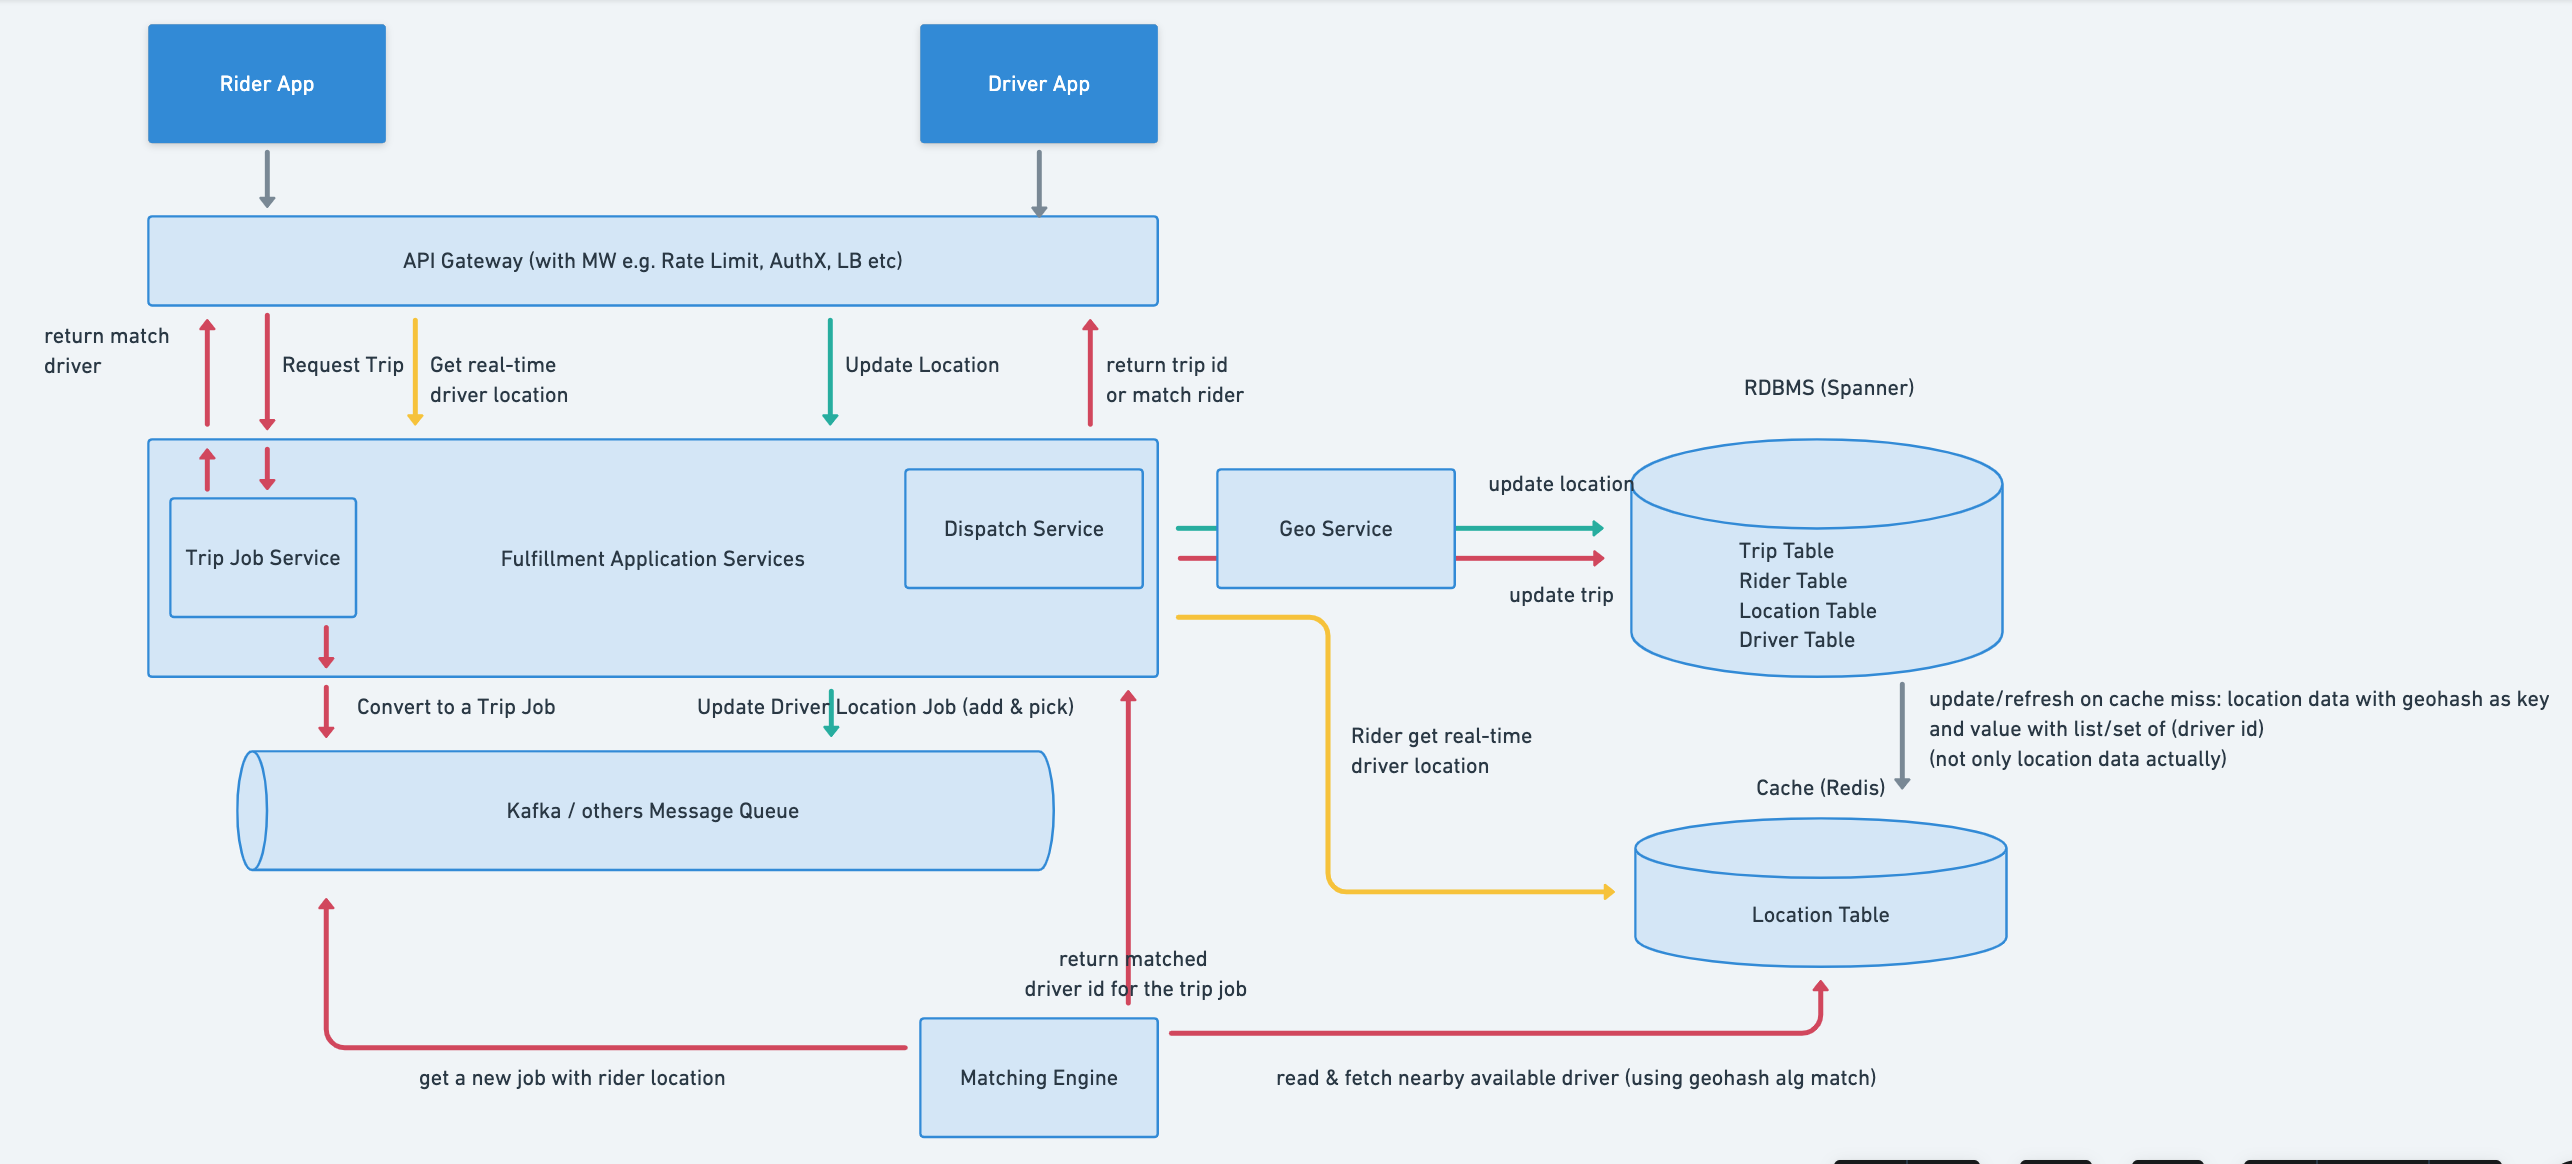 Rider App
Driver App
API Gateway (with MW e.g. Rate Limit, AuthX, LB etc)
return match
driver
Request Trip
Get real-time
driver location
Update Location
return trip id
or match rider
RDBMS (Spanner)
Trip Job Service
Fulfillment Application Services
Dispatch Service
Geo Service
update location
update trip
Trip Table
Rider Table
Location Table
Driver Table
Convert to a Trip Job
Update Driver Location Job (add & pick)
update/refresh on cache miss: location data with geohash as key
and value with list/set of (driver id)
(not only location data actually)
Rider get real-time
driver location
Cache (Redis)
Kafka / others Message Queue
Location Table
return matched
driver id for the trip job
Matching Engine
get a new job with rider location
read & fetch nearby available driver (using geohash alg match)